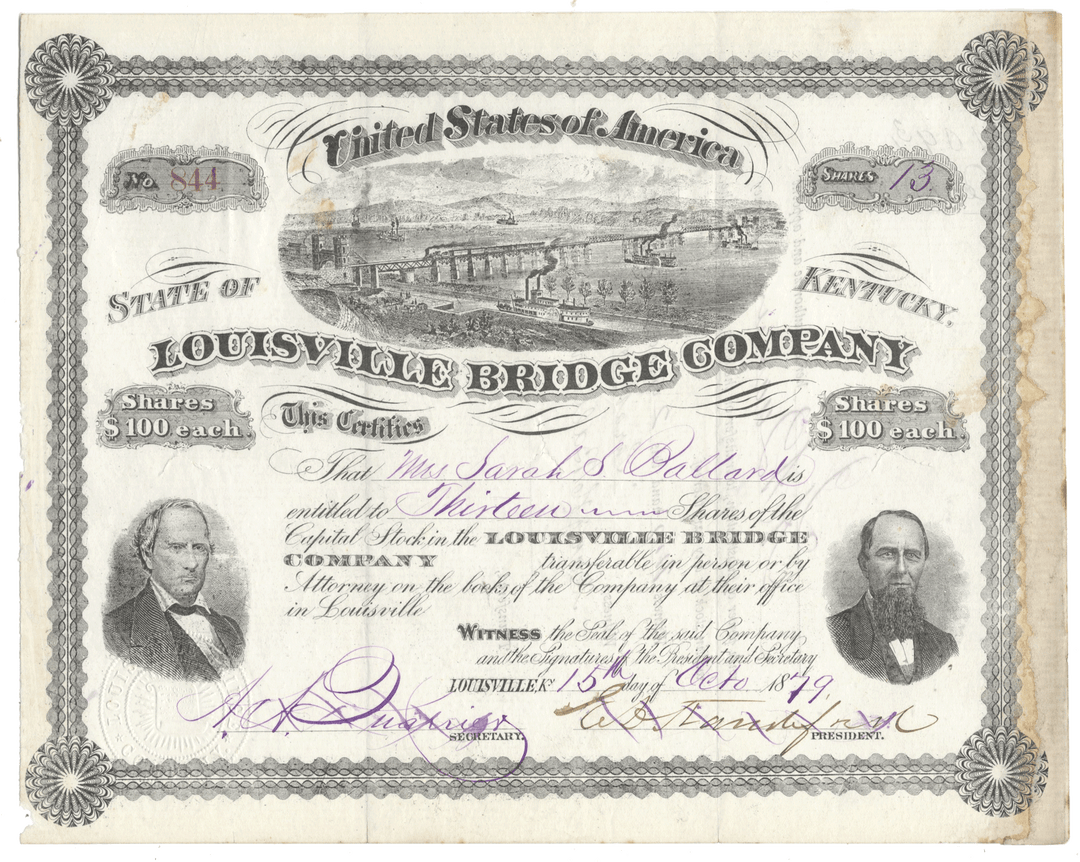 United States of America
No. 844
SHARES 13.
STATE OF
KENTUCKY.
LOUISVILLE BRIDGE COMPANY
Shares
$100 each.
This Certifies
Shares
$100 each.
That Mrs Sarah S. Ballard is
entitled to Thirteen Shares of the
Capital Stock in the LOUISVILLE BRIDGE
COMPANY transferable in person or by
Attorney on the books of the Company at their office
in Louisville
WITNESS the Seal of the said Company
and the Signatures of the President and Secretary
LOUISVILLE, Ky 15th day of Octo 1879.
SECRETARY.
PRESIDENT.